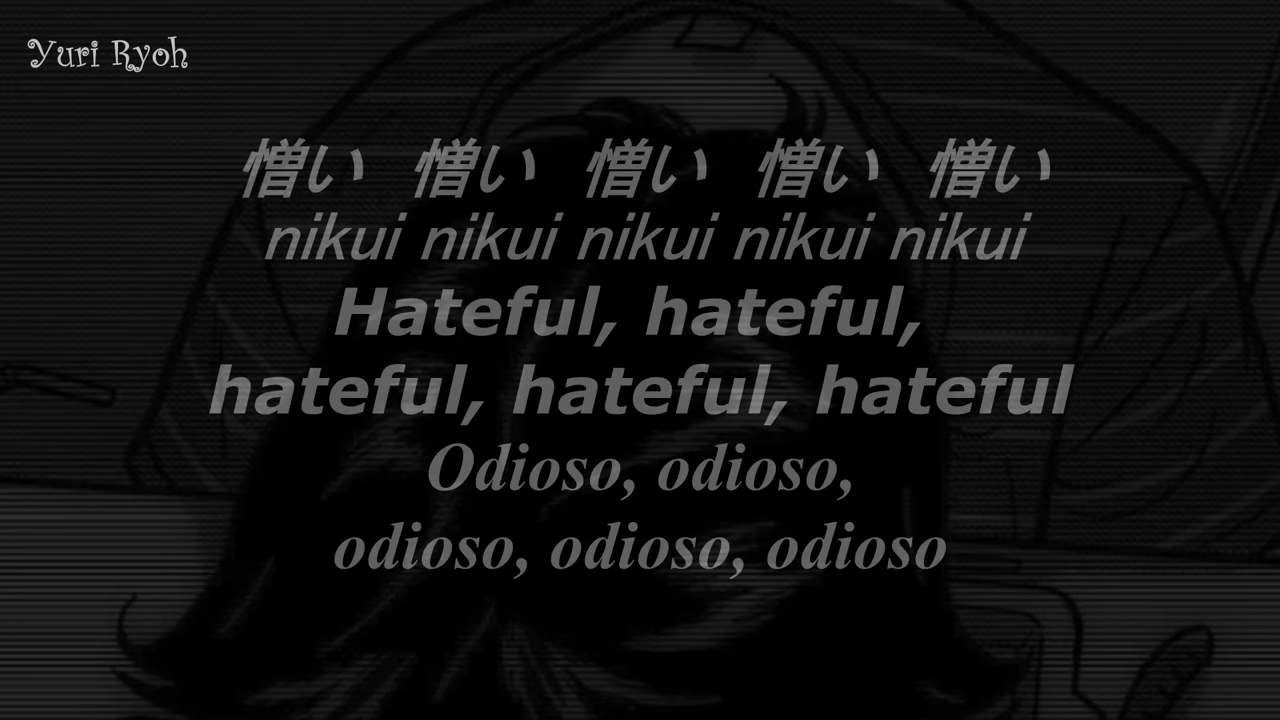 Yuri Ryoh
憎い 憎い 憎い 憎い 憎い
nikui nikui nikui nikui nikui
Hateful, hateful,
hateful, hateful, hateful
Odioso, odioso,
odioso, odioso, odioso